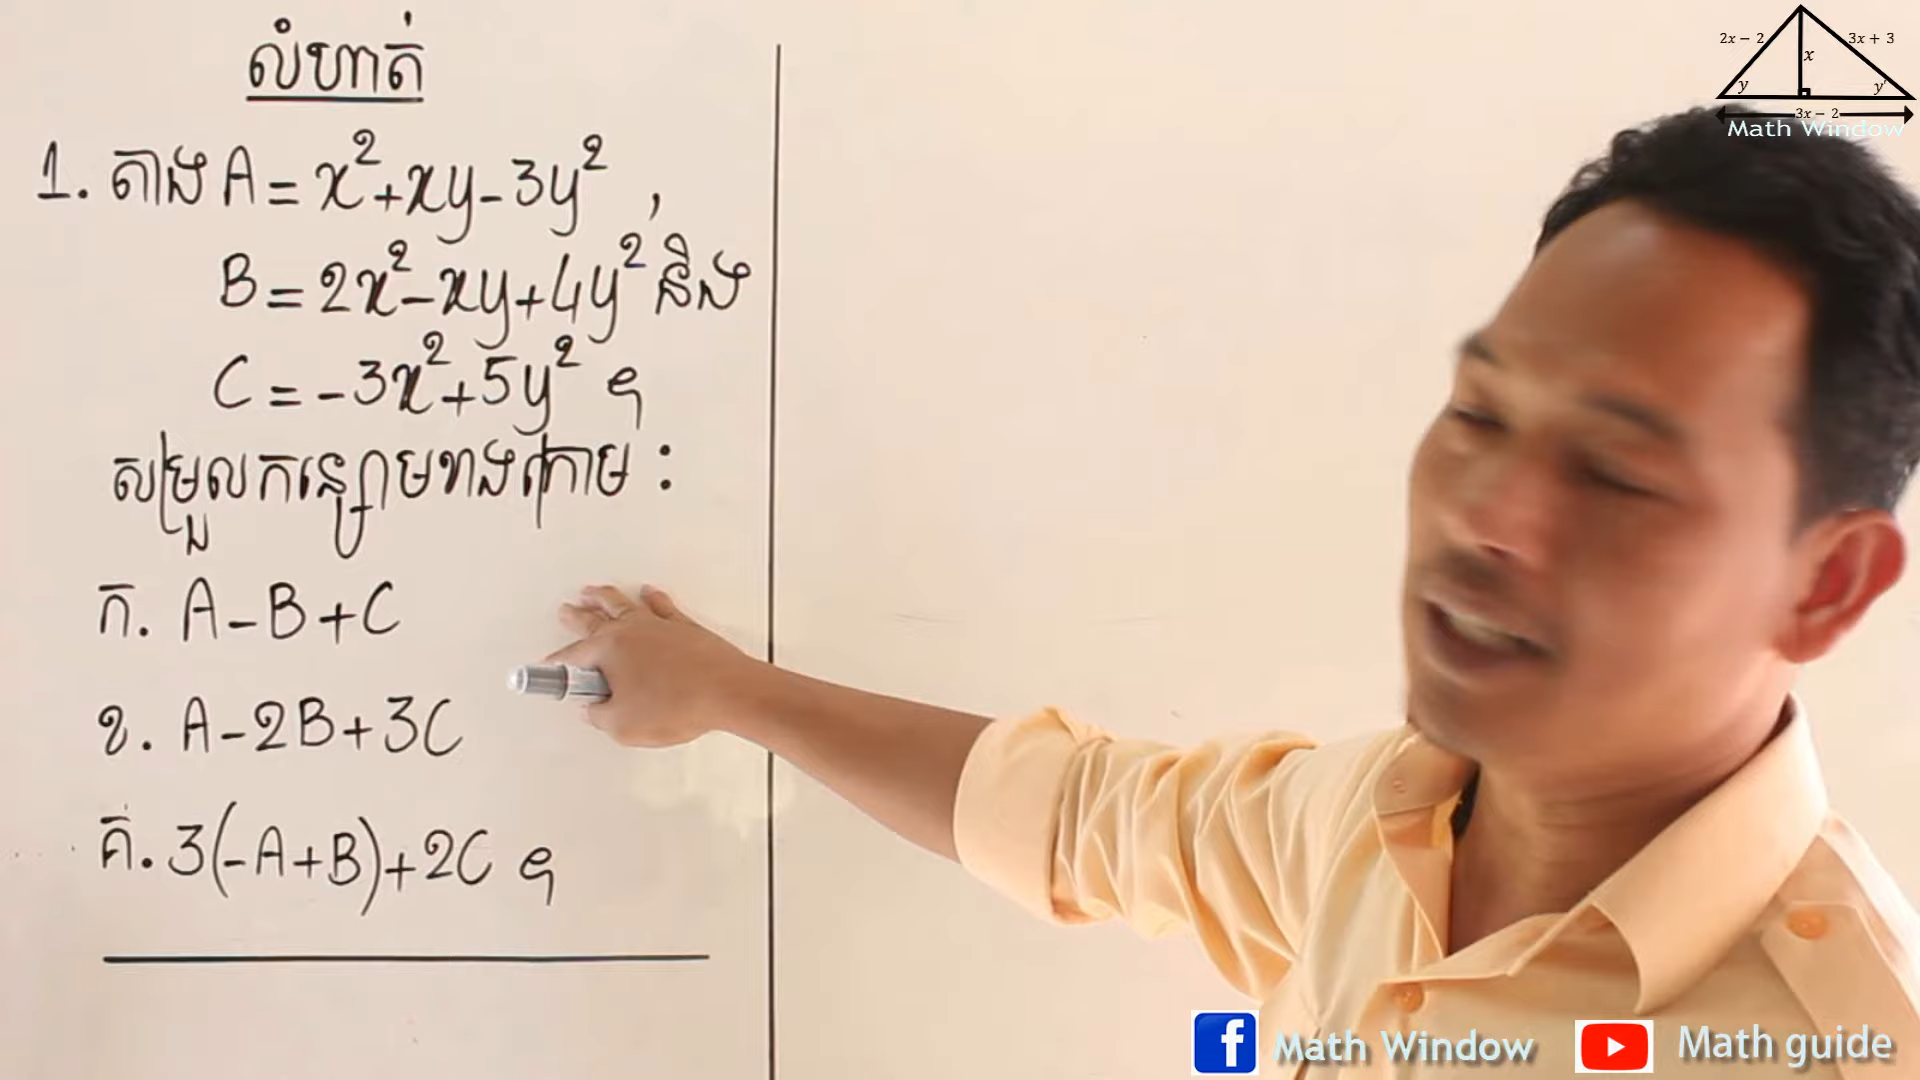 លំហាត់
1. តាង A = x² + xy - 3y² ,
B = 2x² - xy + 4y² និង
C = -3x² + 5y² ។
សម្រួលកន្សោមខាងក្រោម :
ក. A - B + C
ខ. A - 2B + 3C
គ. 3(-A + B) + 2C ។
2x − 2
3x + 3
x
y
y
3x − 2
Math Window
Math Window
Math guide